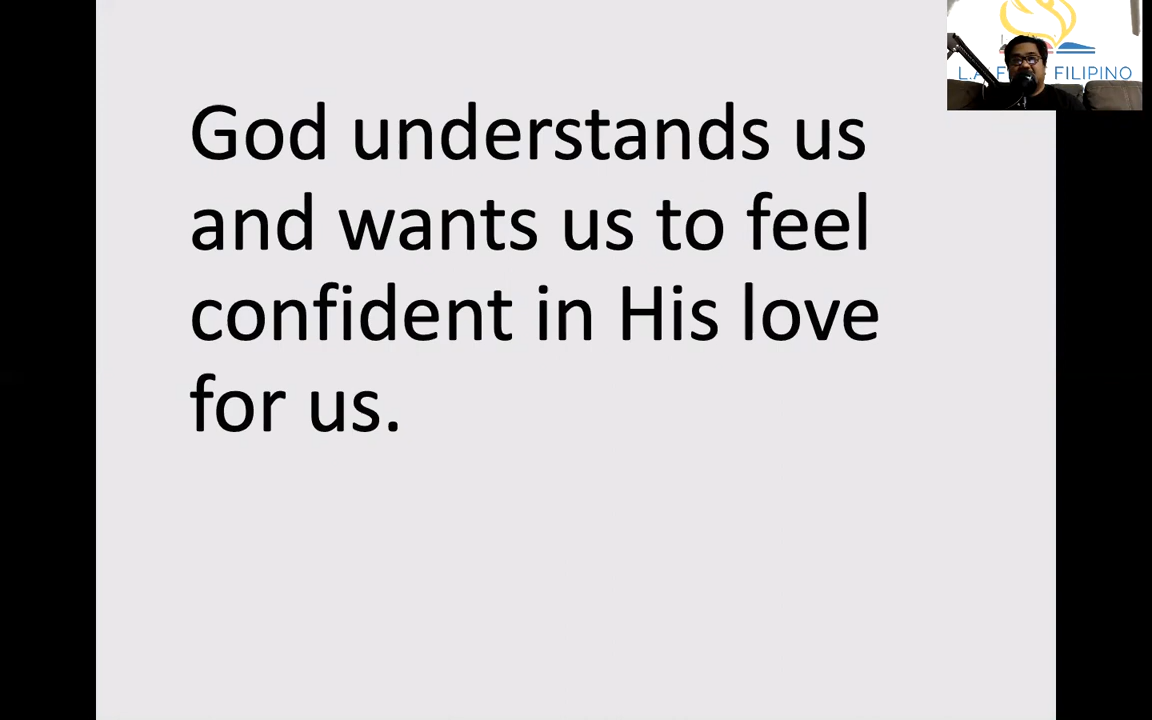 God understands us
and wants us to feel
confident in His love
for us.
FILIPINO